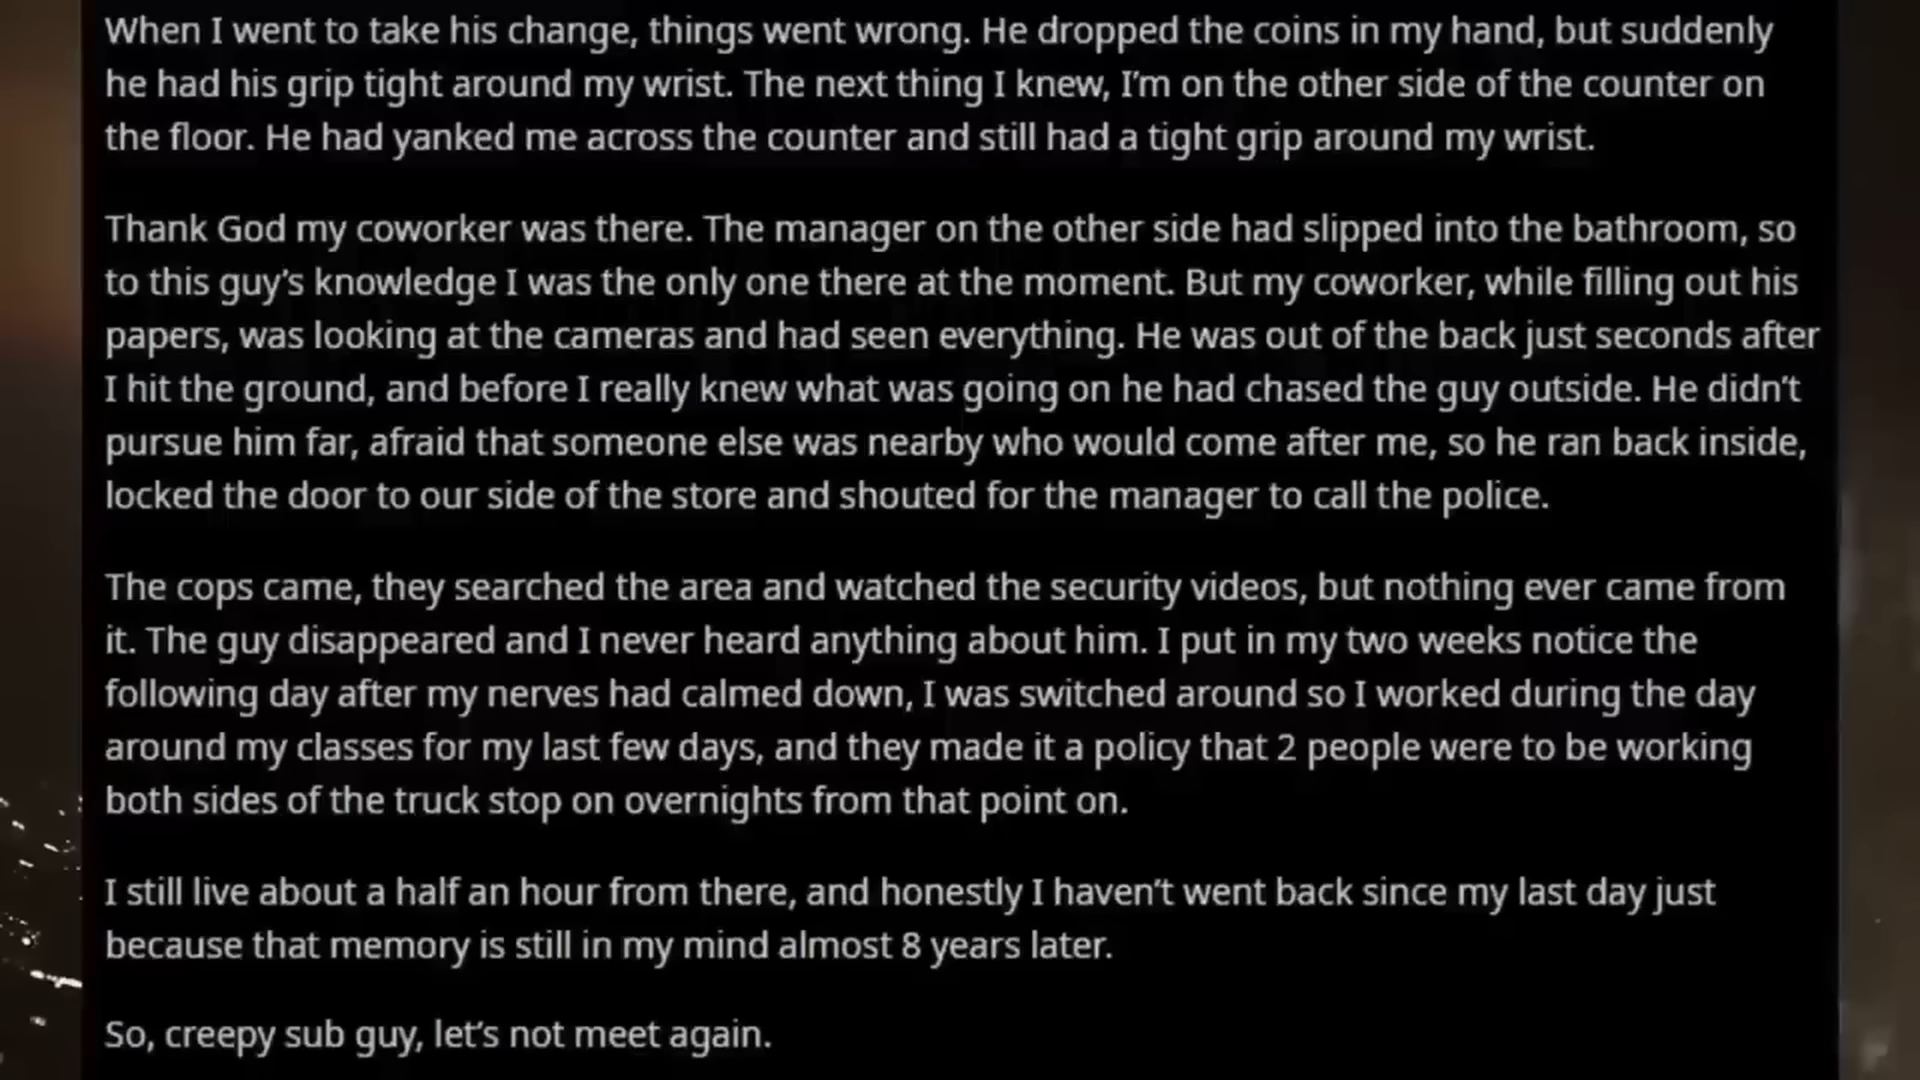 When I went to take his change, things went wrong. He dropped the coins in my hand, but suddenly
he had his grip tight around my wrist. The next thing I knew, I'm on the other side of the counter on
the floor. He had yanked me across the counter and still had a tight grip around my wrist.
Thank God my coworker was there. The manager on the other side had slipped into the bathroom, so
to this guy's knowledge I was the only one there at the moment. But my coworker, while filling out his
papers, was looking at the cameras and had seen everything. He was out of the back just seconds after
I hit the ground, and before I really knew what was going on he had chased the guy outside. He didn't
pursue him far, afraid that someone else was nearby who would come after me, so he ran back inside,
locked the door to our side of the store and shouted for the manager to call the police.
The cops came, they searched the area and watched the security videos, but nothing ever came from
it. The guy disappeared and I never heard anything about him. I put in my two weeks notice the
following day after my nerves had calmed down, I was switched around so I worked during the day
around my classes for my last few days, and they made it a policy that 2 people were to be working
both sides of the truck stop on overnights from that point on.
I still live about a half an hour from there, and honestly I haven't went back since my last day just
because that memory is still in my mind almost 8 years later.
So, creepy sub guy, let's not meet again.